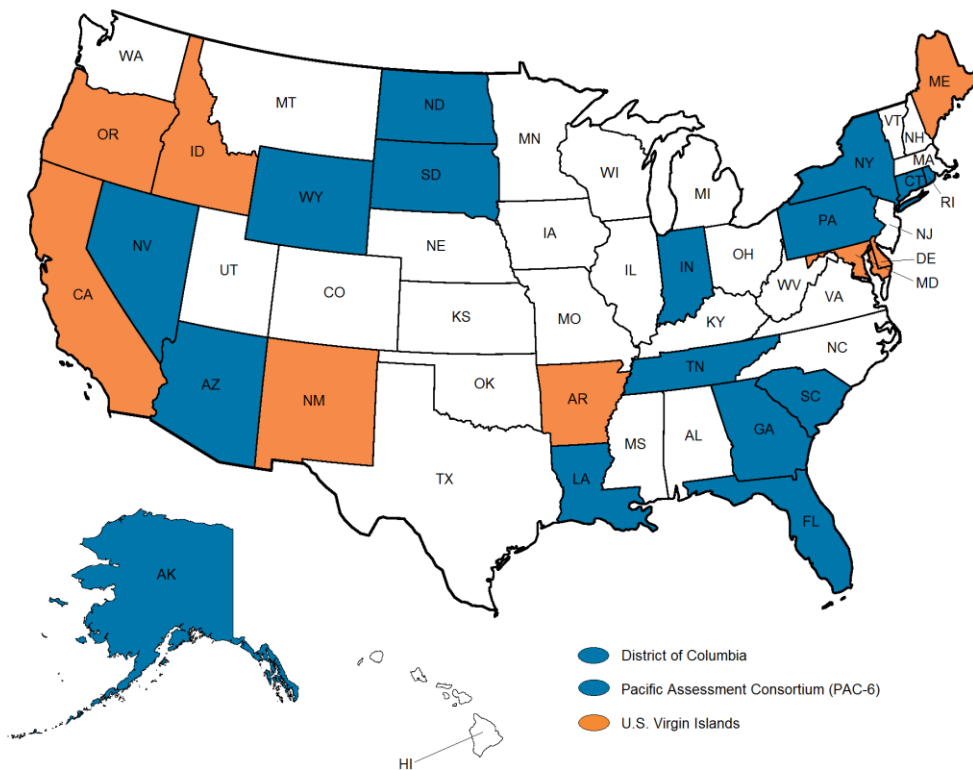 WA
MT
ND
MN
ME
VT
NH
OR
ID
WY
SD
WI
MI
NY
MA
CT
RI
NV
UT
CO
NE
IA
IL
IN
OH
PA
NJ
DE
MD
CA
KS
MO
KY
WV
VA
AZ
NM
OK
AR
TN
NC
TX
LA
MS
AL
GA
SC
FL
AK
HI
District of Columbia
Pacific Assessment Consortium (PAC-6)
U.S. Virgin Islands